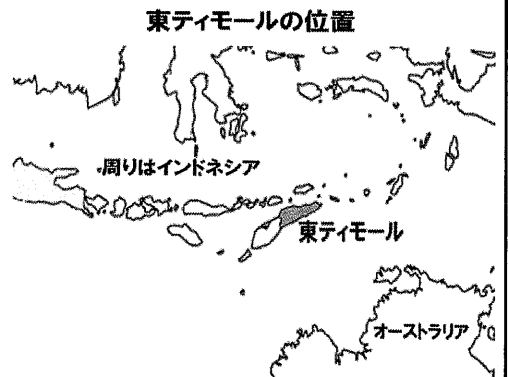 東ティモールの位置
周りはインドネシア
東ティモール
オーストラリア